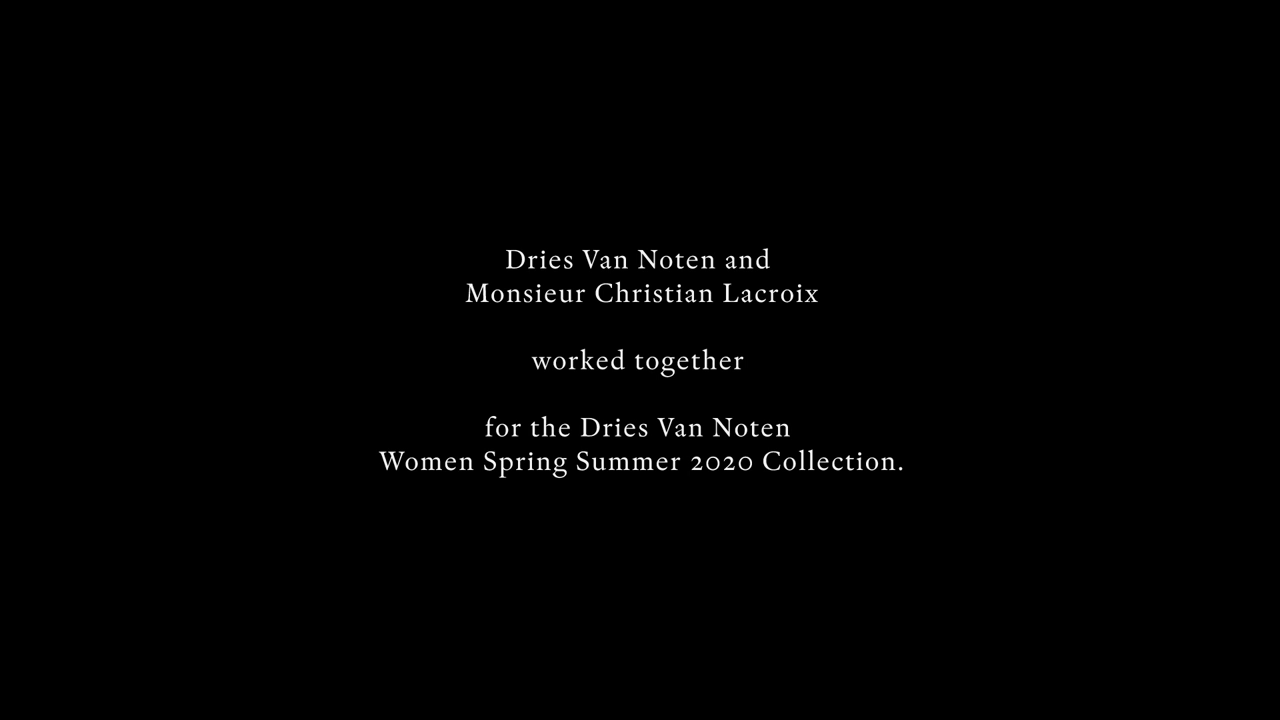 Dries Van Noten and
Monsieur Christian Lacroix
worked together
for the Dries Van Noten
Women Spring Summer 2020 Collection.